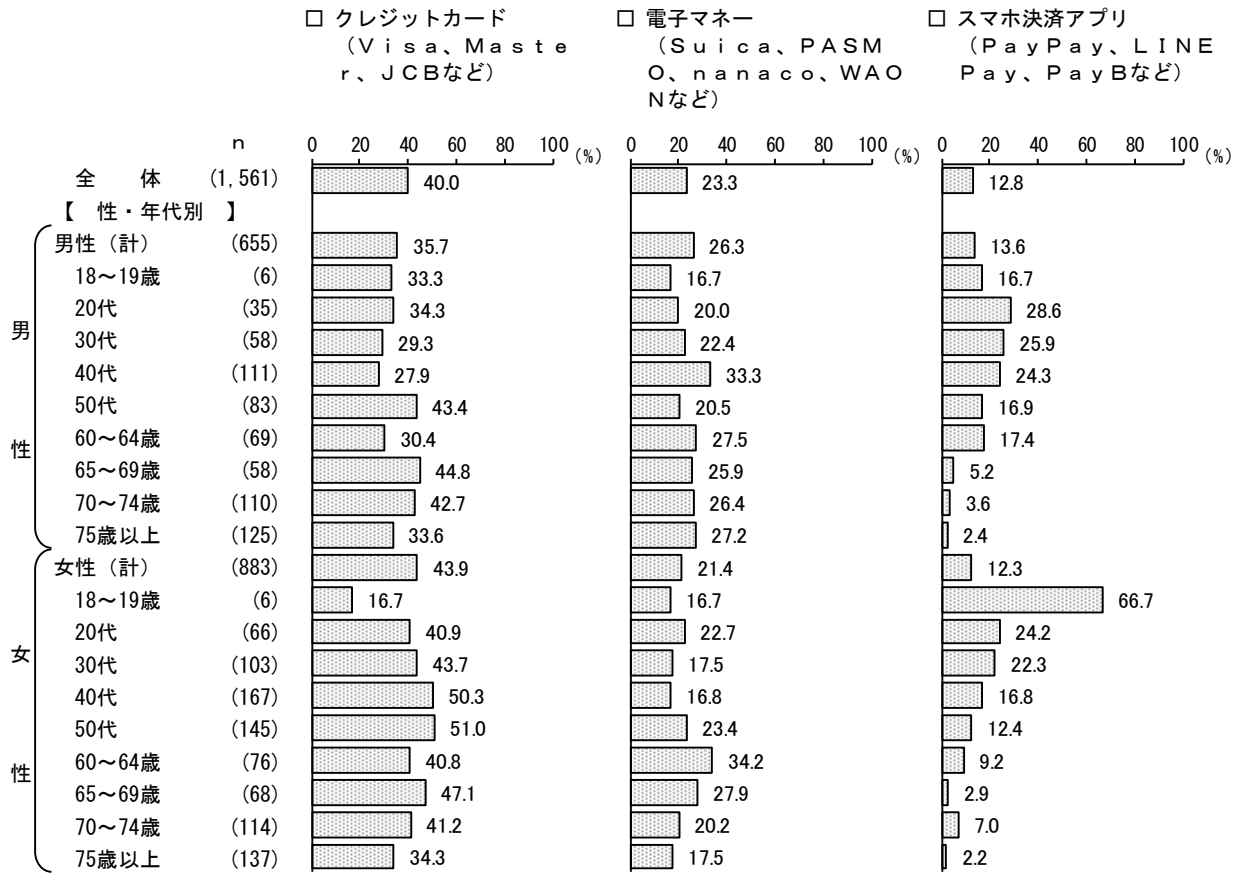 □ クレジットカード
（Ｖｉｓａ、Ｍａｓｔｅ
ｒ、ＪＣＢなど）
□ 電子マネー
（Ｓｕｉｃａ、ＰＡＳＭ
Ｏ、ｎａｎａｃｏ、ＷＡＯ
Ｎなど）
□ スマホ決済アプリ
（ＰａｙＰａｙ、ＬＩＮＥ
Ｐａｙ、ＰａｙＢなど）
n 0 20 40 60 80 100 (%) 0 20 40 60 80 100 (%) 0 20 40 60 80 100 (%)
全 体 (1,561) 40.0 23.3 12.8
【 性・年代別 】
男性（計） (655) 35.7 26.3 13.6
18～19歳 (6) 33.3 16.7 16.7
20代 (35) 34.3 20.0 28.6
30代 (58) 29.3 22.4 25.9
40代 (111) 27.9 33.3 24.3
50代 (83) 43.4 20.5 16.9
60～64歳 (69) 30.4 27.5 17.4
65～69歳 (58) 44.8 25.9 5.2
70～74歳 (110) 42.7 26.4 3.6
75歳以上 (125) 33.6 27.2 2.4
男性
女性（計） (883) 43.9 21.4 12.3
18～19歳 (6) 16.7 16.7 66.7
20代 (66) 40.9 22.7 24.2
30代 (103) 43.7 17.5 22.3
40代 (167) 50.3 16.8 16.8
50代 (145) 51.0 23.4 12.4
60～64歳 (76) 40.8 34.2 9.2
65～69歳 (68) 47.1 27.9 2.9
70～74歳 (114) 41.2 20.2 7.0
75歳以上 (137) 34.3 17.5 2.2
女性